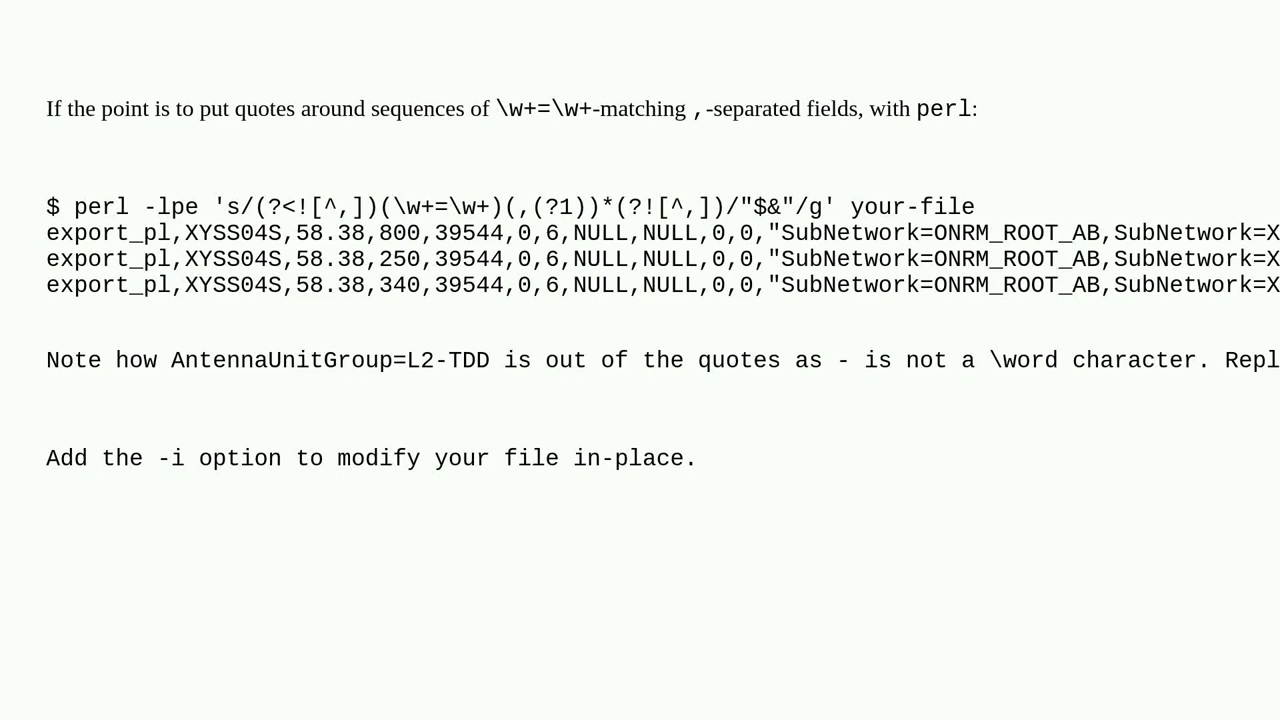 If the point is to put quotes around sequences of \w+=\w+-matching ,-separated fields, with perl:
$ perl -lpe 's/(?<![^,])(\w+=\w+)(,(?1))*(?![^,])/"$&"/g' your-file
export_pl,XYSS04S,58.38,800,39544,0,6,NULL,NULL,0,0,"SubNetwork=ONRM_ROOT_AB,SubNetwork=X
export_pl,XYSS04S,58.38,250,39544,0,6,NULL,NULL,0,0,"SubNetwork=ONRM_ROOT_AB,SubNetwork=X
export_pl,XYSS04S,58.38,340,39544,0,6,NULL,NULL,0,0,"SubNetwork=ONRM_ROOT_AB,SubNetwork=X
Note how AntennaUnitGroup=L2-TDD is out of the quotes as - is not a \word character. Repl
Add the -i option to modify your file in-place.